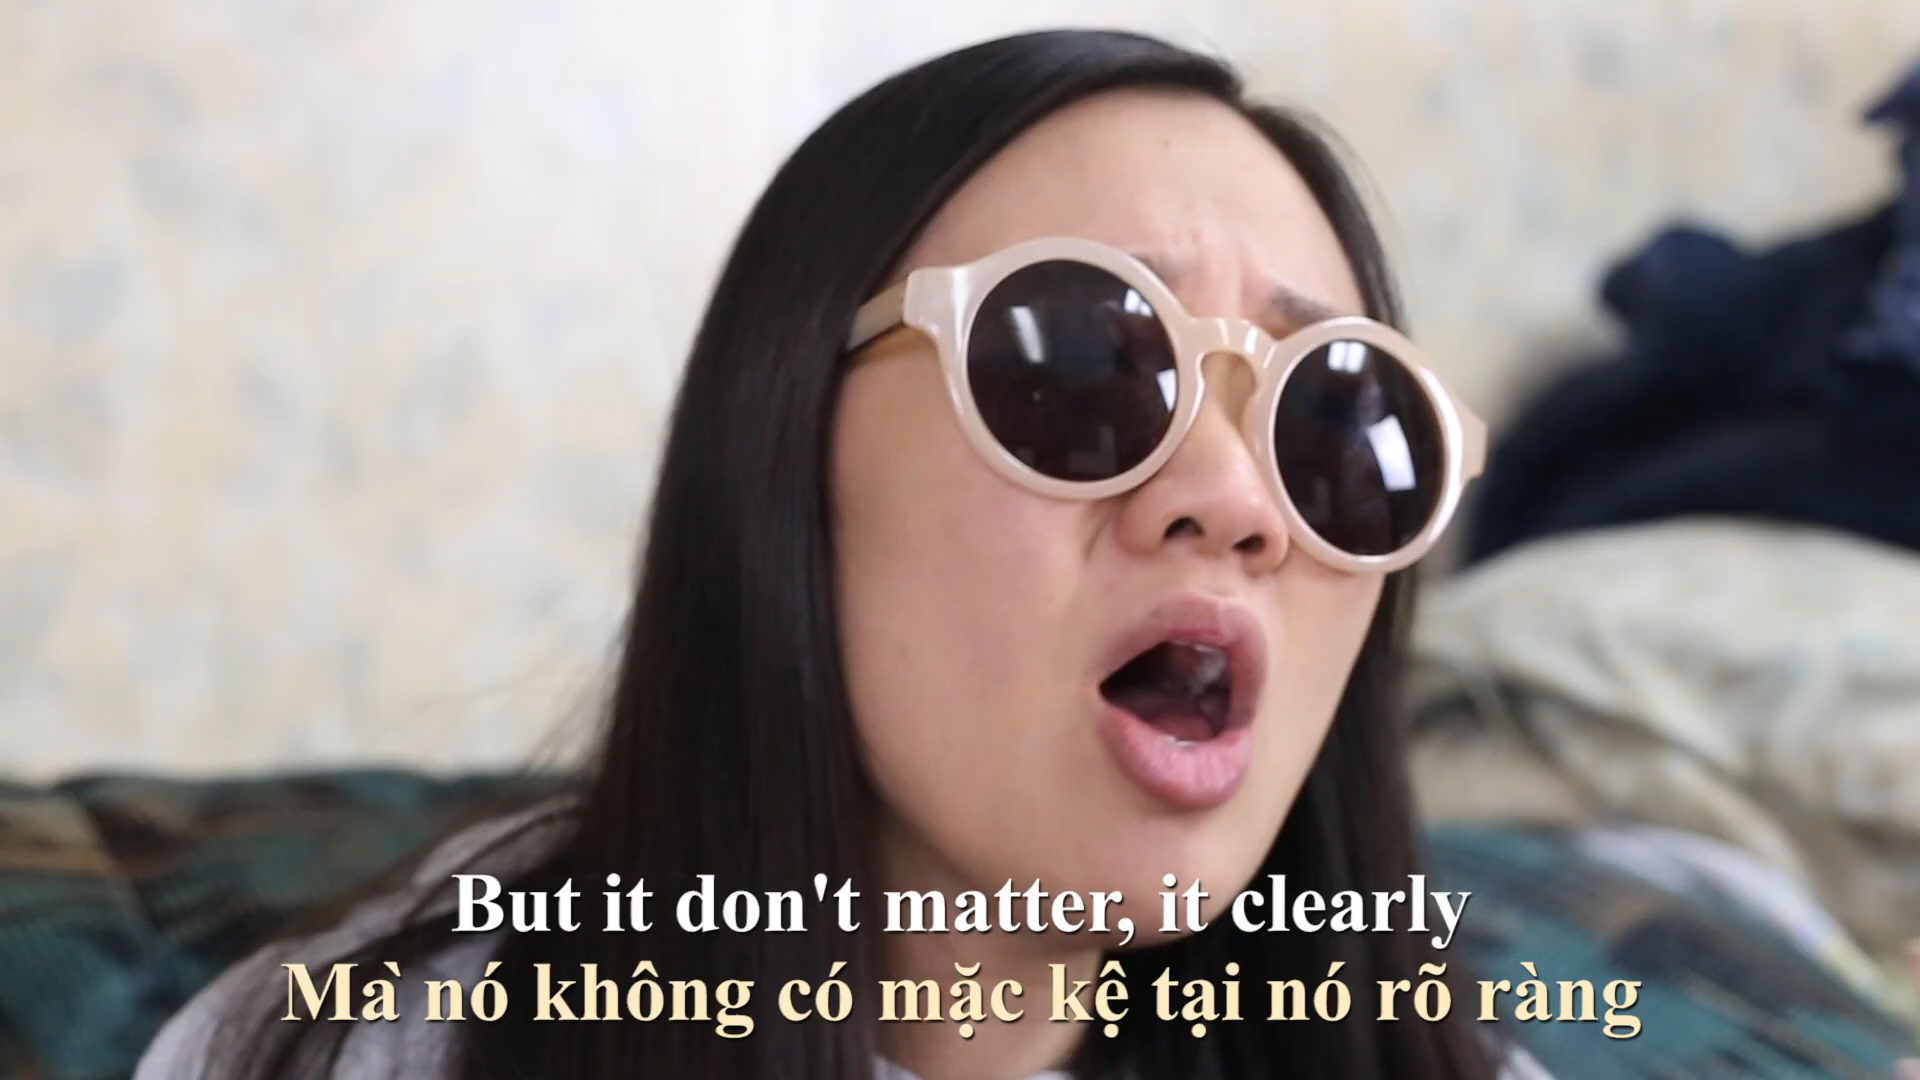 But it don't matter, it clearly
Mà nó không có mặc kệ tại nó rõ ràng